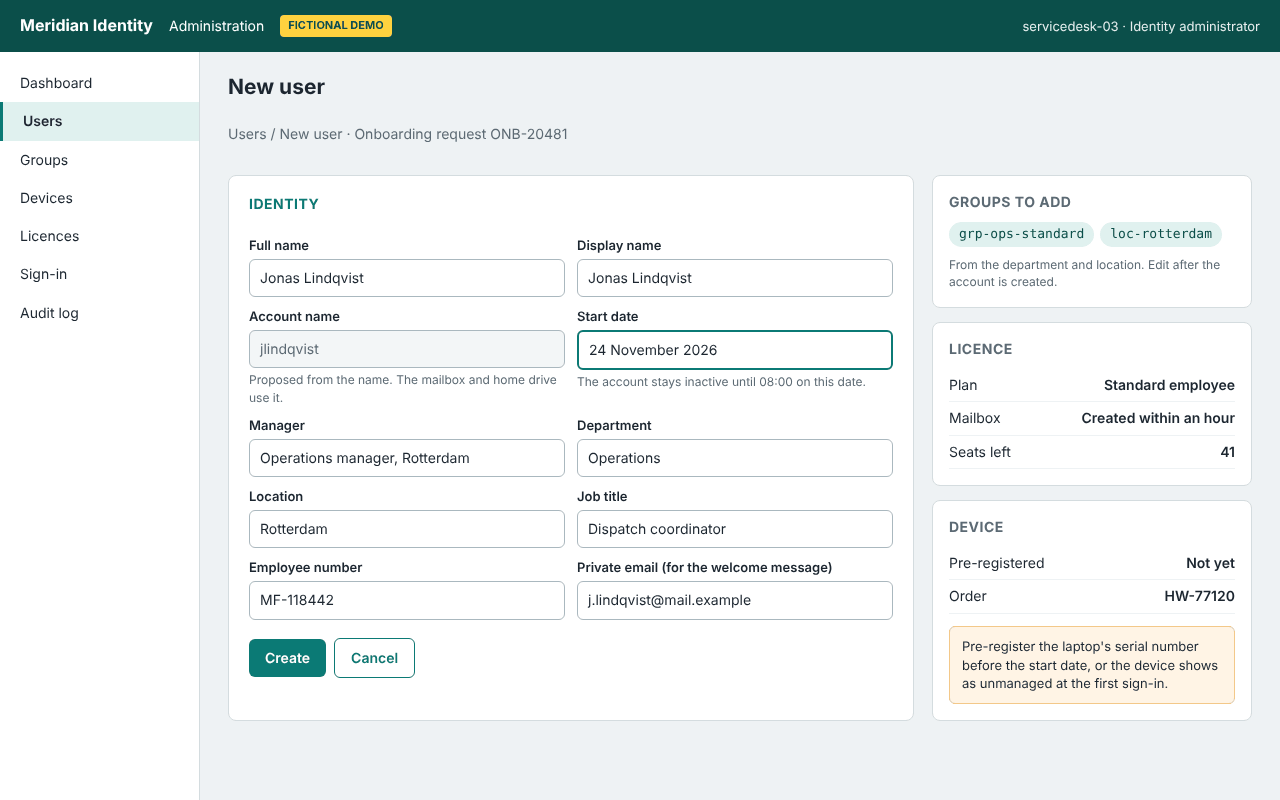 Meridian Identity Administration FICTIONAL DEMO servicedesk-03 · Identity administrator
Dashboard
Users
Groups
Devices
Licences
Sign-in
Audit log
New user
Users / New user · Onboarding request ONB-20481
IDENTITY
Full name
Jonas Lindqvist
Display name
Jonas Lindqvist
Account name
jlindqvist
Proposed from the name. The mailbox and home drive
use it.
Start date
24 November 2026
The account stays inactive until 08:00 on this date.
Manager
Operations manager, Rotterdam
Department
Operations
Location
Rotterdam
Job title
Dispatch coordinator
Employee number
MF-118442
Private email (for the welcome message)
j.lindqvist@mail.example
Create Cancel
GROUPS TO ADD
grp-ops-standard loc-rotterdam
From the department and location. Edit after the
account is created.
LICENCE
Plan Standard employee
Mailbox Created within an hour
Seats left 41
DEVICE
Pre-registered Not yet
Order HW-77120
Pre-register the laptop's serial number
before the start date, or the device shows
as unmanaged at the first sign-in.